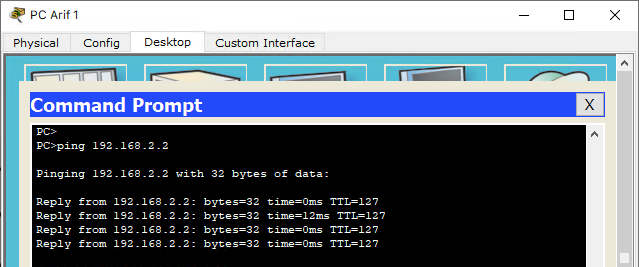 PC Arif 1
Physical Config Desktop Custom Interface
Command Prompt X
PC>
PC>ping 192.168.2.2
Pinging 192.168.2.2 with 32 bytes of data:
Reply from 192.168.2.2: bytes=32 time=0ms TTL=127
Reply from 192.168.2.2: bytes=32 time=12ms TTL=127
Reply from 192.168.2.2: bytes=32 time=0ms TTL=127
Reply from 192.168.2.2: bytes=32 time=0ms TTL=127